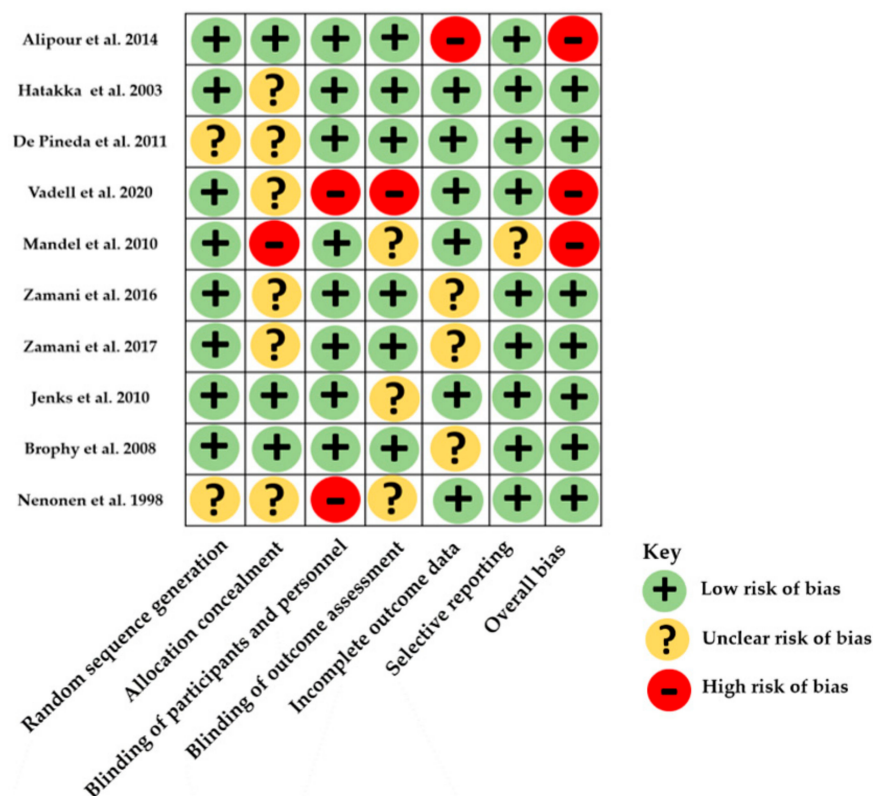 Alipour et al. 2014 + + + + - + -
Hatakka et al. 2003 + ? + + + + +
De Pineda et al. 2011 ? ? + + + + +
Vadell et al. 2020 + ? - - + + -
Mandel et al. 2010 + - + ? + ? -
Zamani et al. 2016 + ? + + ? + +
Zamani et al. 2017 + ? + + ? + +
Jenks et al. 2010 + + + ? + + +
Brophy et al. 2008 + + + + ? + +
Nenonen et al. 1998 ? ? - ? + + +
Random sequence generation
Allocation concealment
Blinding of participants and personnel
Blinding of outcome assessment
Incomplete outcome data
Selective reporting
Overall bias
Key
+ Low risk of bias
? Unclear risk of bias
- High risk of bias